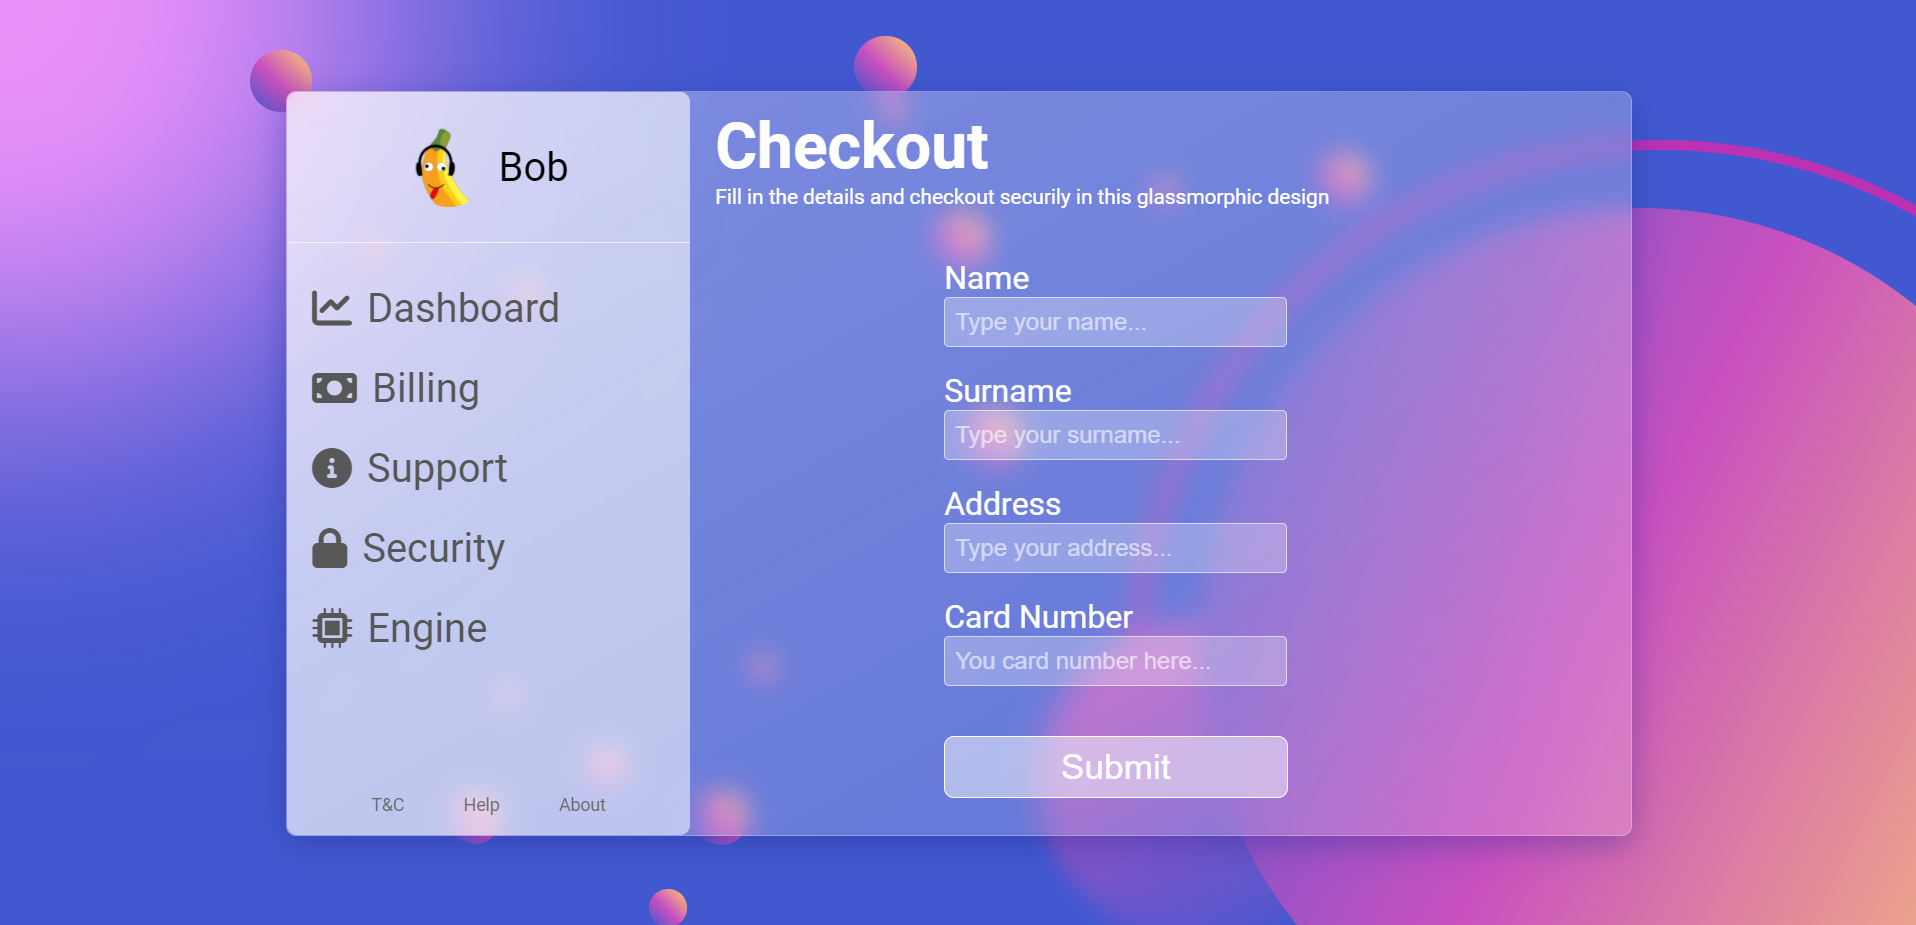 Bob
Dashboard
Billing
Support
Security
Engine
T&C Help About
Checkout
Fill in the details and checkout securily in this glassmorphic design
Name
Type your name...
Surname
Type your surname...
Address
Type your address...
Card Number
You card number here...
Submit